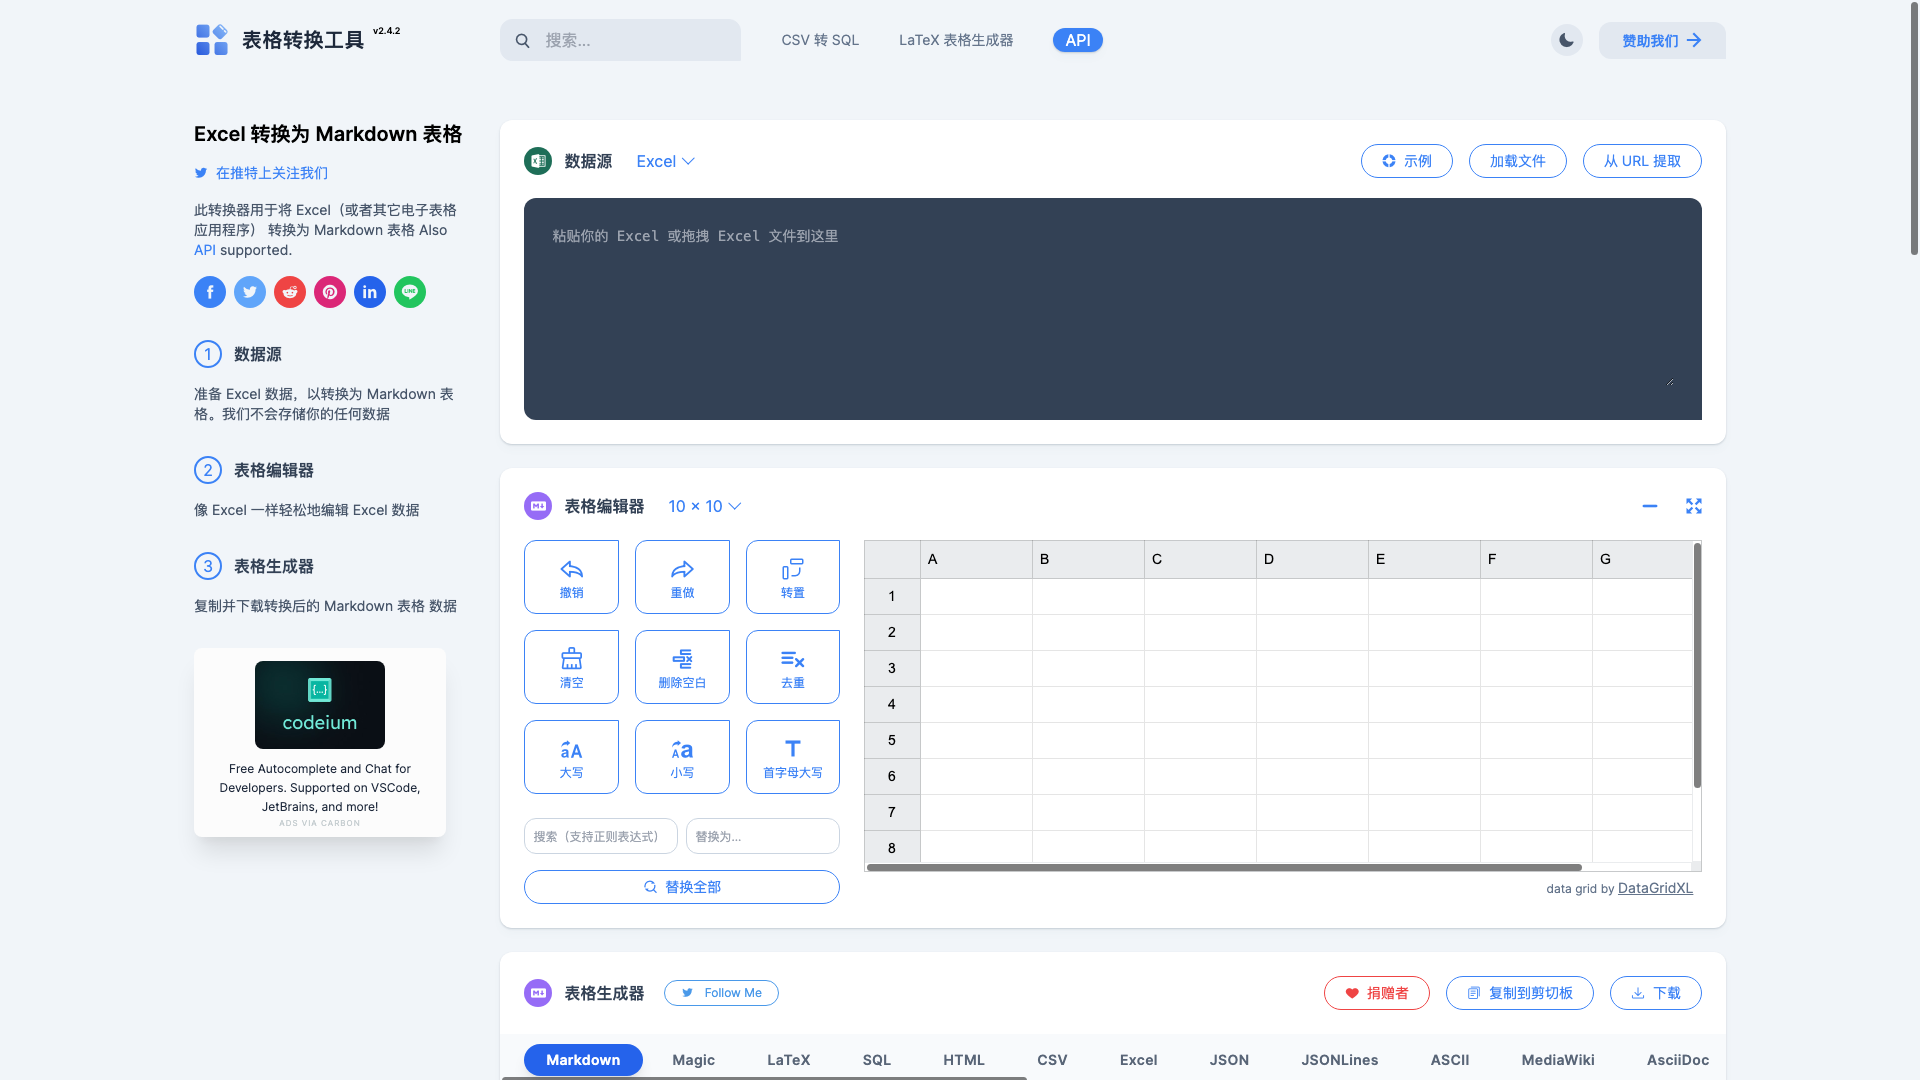 表格转换工具 v2.4.2
搜索...
CSV 转 SQL
LaTeX 表格生成器
API
赞助我们
Excel 转换为 Markdown 表格
在推特上关注我们
此转换器用于将 Excel（或者其它电子表格
应用程序） 转换为 Markdown 表格 Also
API supported.
1 数据源
准备 Excel 数据，以转换为 Markdown 表
格。我们不会存储你的任何数据
2 表格编辑器
像 Excel 一样轻松地编辑 Excel 数据
3 表格生成器
复制并下载转换后的 Markdown 表格 数据
{...}
codeium
Free Autocomplete and Chat for
Developers. Supported on VSCode,
JetBrains, and more!
ADS VIA CARBON
数据源
Excel
示例
加载文件
从 URL 提取
粘贴你的 Excel 或拖拽 Excel 文件到这里
表格编辑器
10 × 10
撤销
重做
转置
清空
删除空白
去重
大写
小写
首字母大写
搜索（支持正则表达式）
替换为...
替换全部
A B C D E F G
1
2
3
4
5
6
7
8
data grid by DataGridXL
表格生成器
Follow Me
捐赠者
复制到剪切板
下载
Markdown Magic LaTeX SQL HTML CSV Excel JSON JSONLines ASCII MediaWiki AsciiDoc